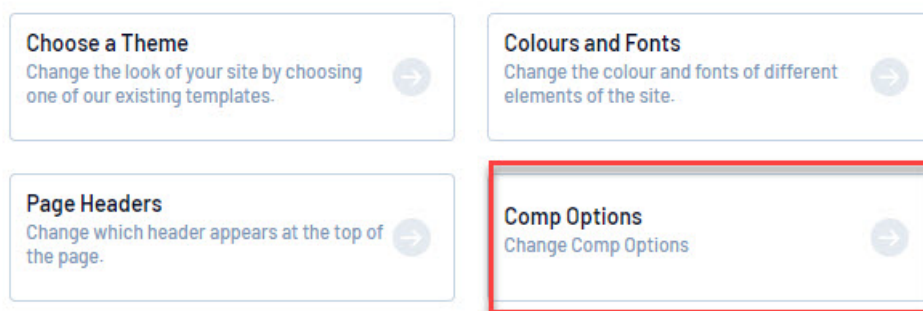 Choose a Theme
Change the look of your site by choosing
one of our existing templates.
Colours and Fonts
Change the colour and fonts of different
elements of the site.
Page Headers
Change which header appears at the top of
the page.
Comp Options
Change Comp Options